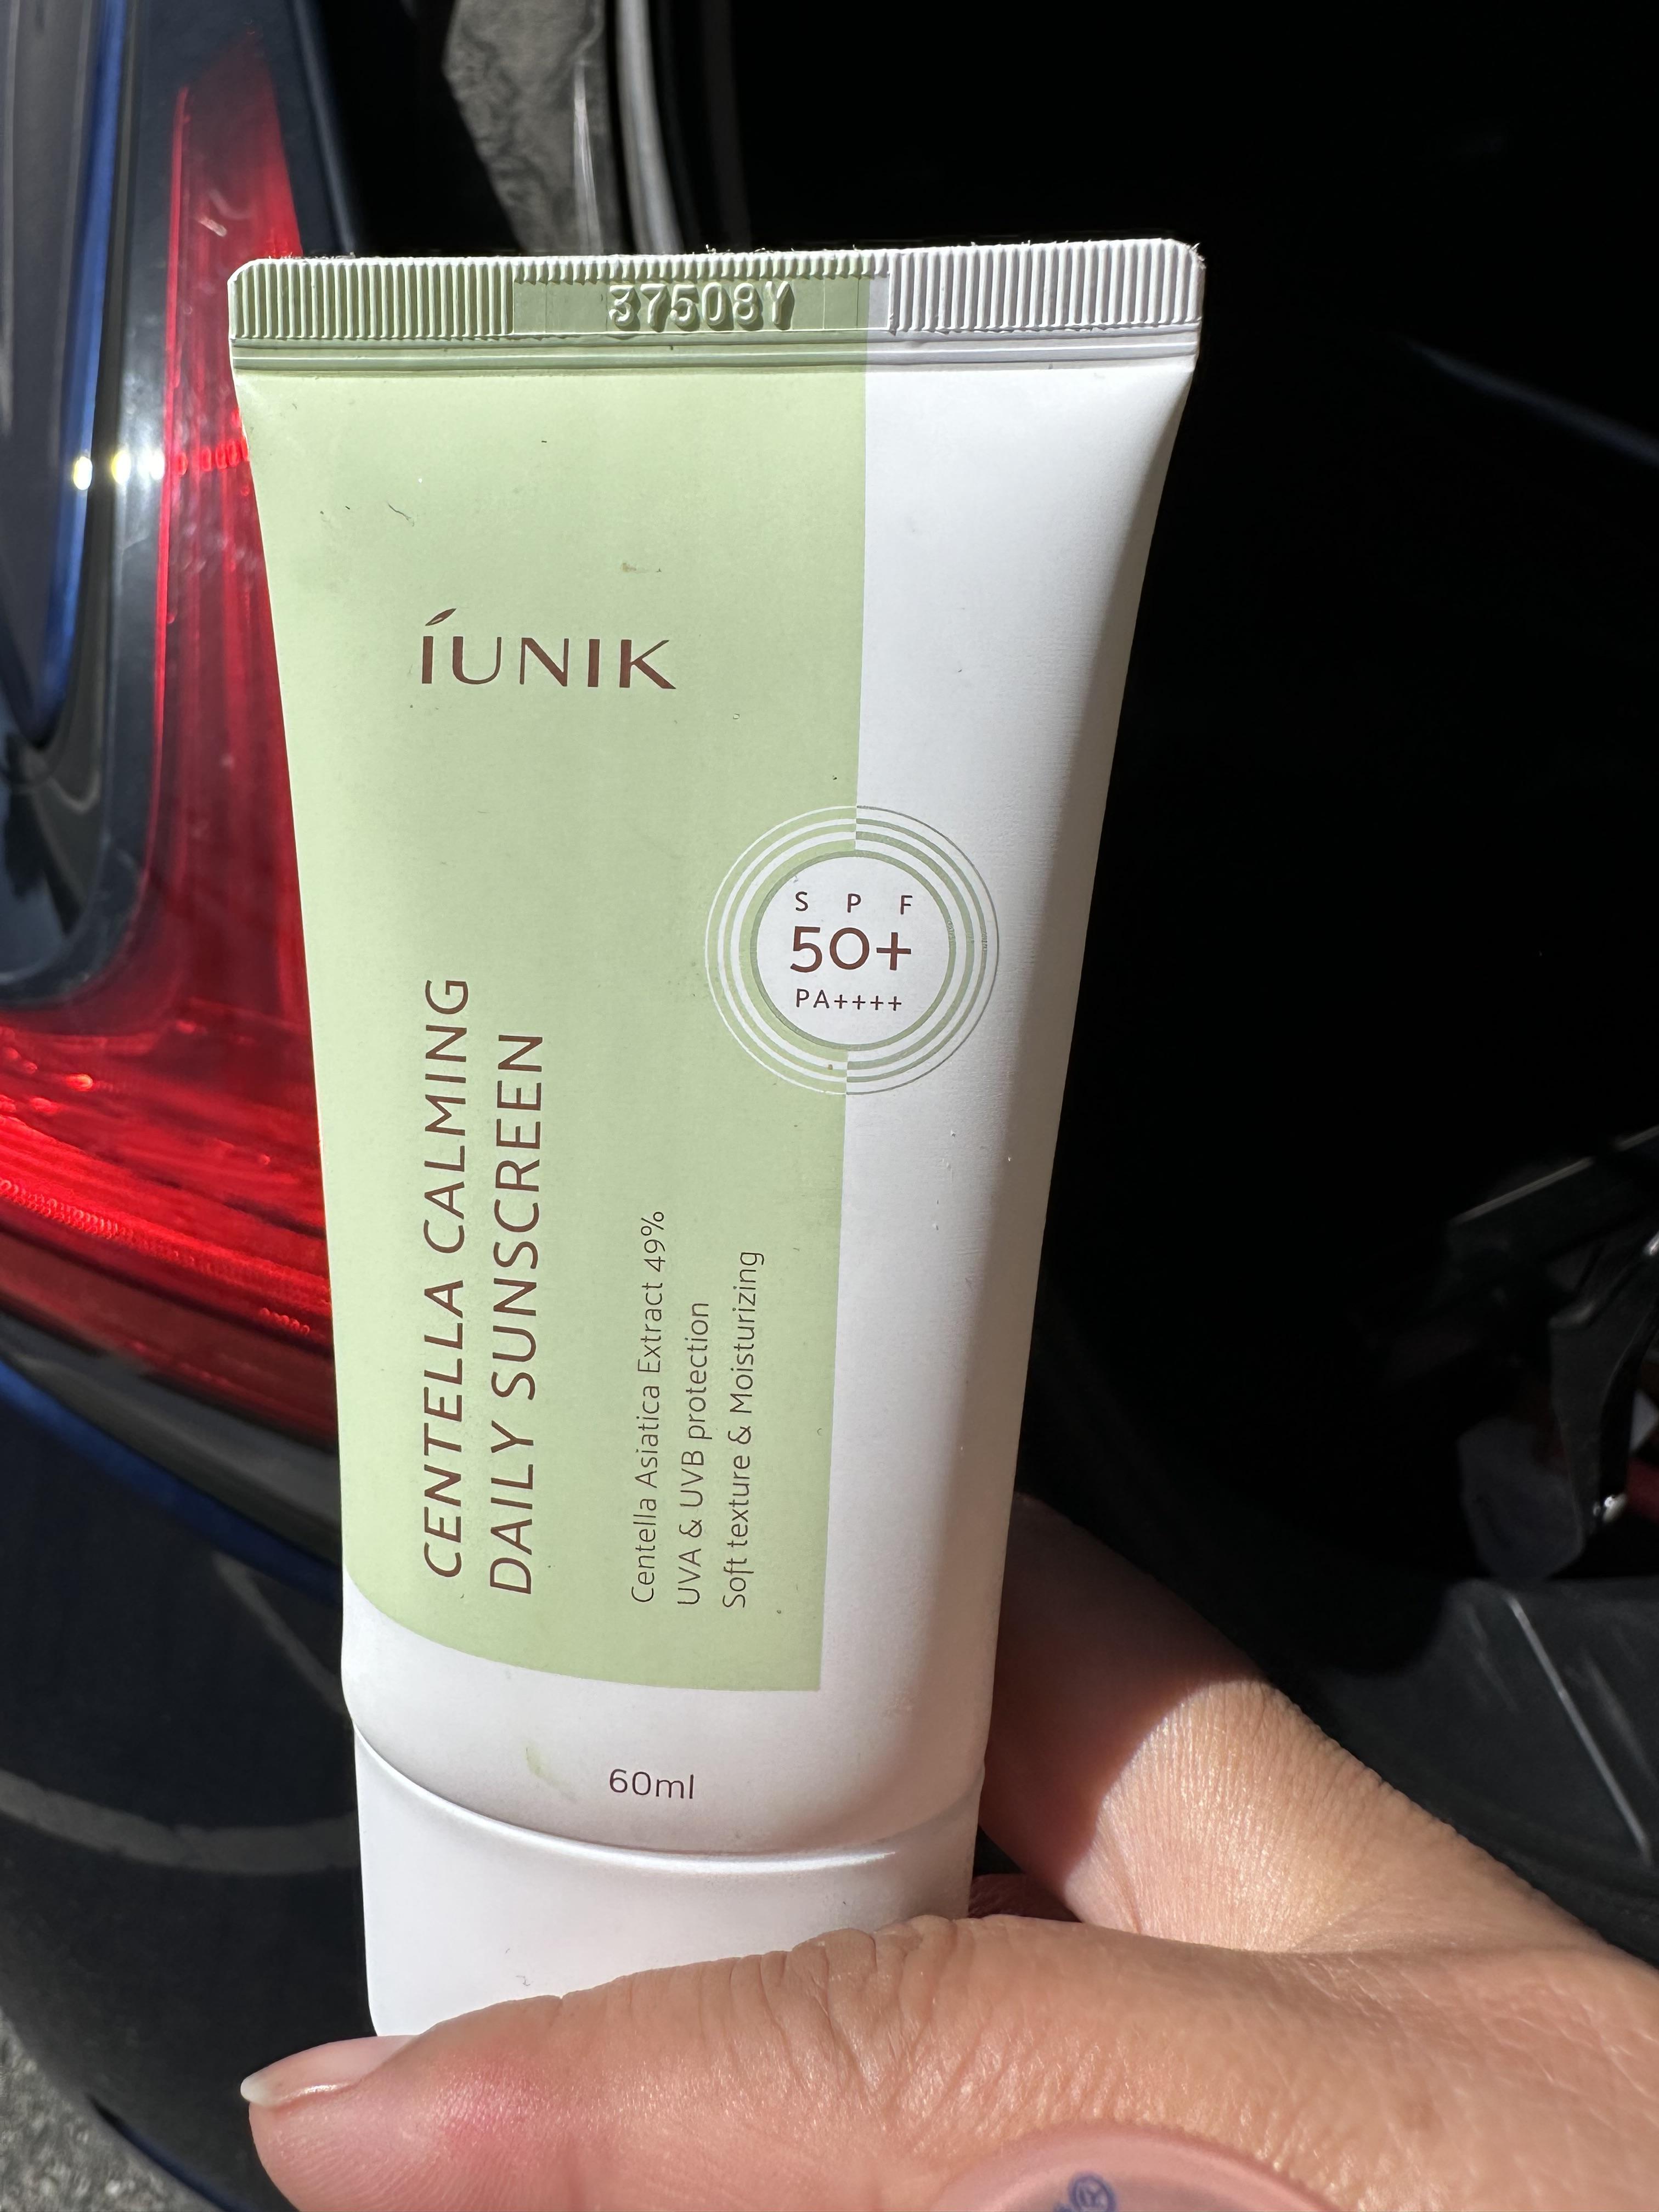 37508Y
íUNIK
SPF
50+
PA++++
CENTELLA CALMING
DAILY SUNSCREEN
Centella Asiatica Extract 49%
UVA & UVB protection
Soft texture & Moisturizing
60ml
®